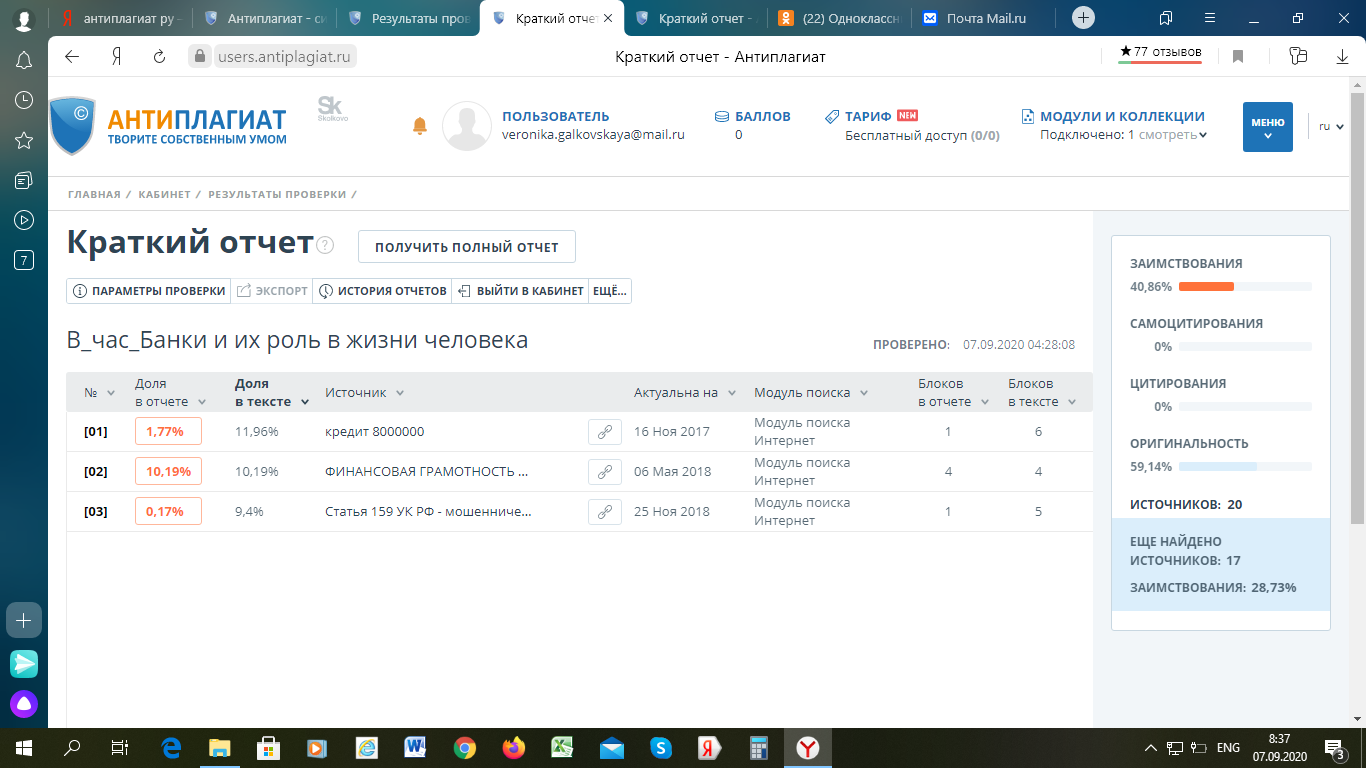 антиплагиат ру –
Антиплагиат - си
Результаты пров
Краткий отчет
Краткий отчет -
(22) Одноклассн
Почта Mail.ru
users.antiplagiat.ru
Краткий отчет - Антиплагиат
★77 отзывов
АНТИПЛАГИАТ
ТВОРИТЕ СОБСТВЕННЫМ УМОМ
Sk
Skolkovo
ПОЛЬЗОВАТЕЛЬ
veronika.galkovskaya@mail.ru
БАЛЛОВ
0
ТАРИФ NEW
Бесплатный доступ (0/0)
МОДУЛИ И КОЛЛЕКЦИИ
Подключено: 1 смотреть
МЕНЮ
ru
ГЛАВНАЯ / КАБИНЕТ / РЕЗУЛЬТАТЫ ПРОВЕРКИ /
Краткий отчет ?
ПОЛУЧИТЬ ПОЛНЫЙ ОТЧЕТ
ПАРАМЕТРЫ ПРОВЕРКИ ЭКСПОРТ ИСТОРИЯ ОТЧЕТОВ ВЫЙТИ В КАБИНЕТ ЕЩЁ...
В_час_Банки и их роль в жизни человека
ПРОВЕРЕНО: 07.09.2020 04:28:08
№ Доля в отчете Доля в тексте Источник Актуальна на Модуль поиска Блоков в отчете Блоков в тексте
[01] 1,77% 11,96% кредит 8000000 16 Ноя 2017 Модуль поиска Интернет 1 6
[02] 10,19% 10,19% ФИНАНСОВАЯ ГРАМОТНОСТЬ ... 06 Мая 2018 Модуль поиска Интернет 4 4
[03] 0,17% 9,4% Статья 159 УК РФ - мошенниче... 25 Ноя 2018 Модуль поиска Интернет 1 5
ЗАИМСТВОВАНИЯ
40,86%
САМОЦИТИРОВАНИЯ
0%
ЦИТИРОВАНИЯ
0%
ОРИГИНАЛЬНОСТЬ
59,14%
ИСТОЧНИКОВ: 20
ЕЩЕ НАЙДЕНО
ИСТОЧНИКОВ: 17
ЗАИМСТВОВАНИЯ: 28,73%
7
ENG
8:37
07.09.2020
3